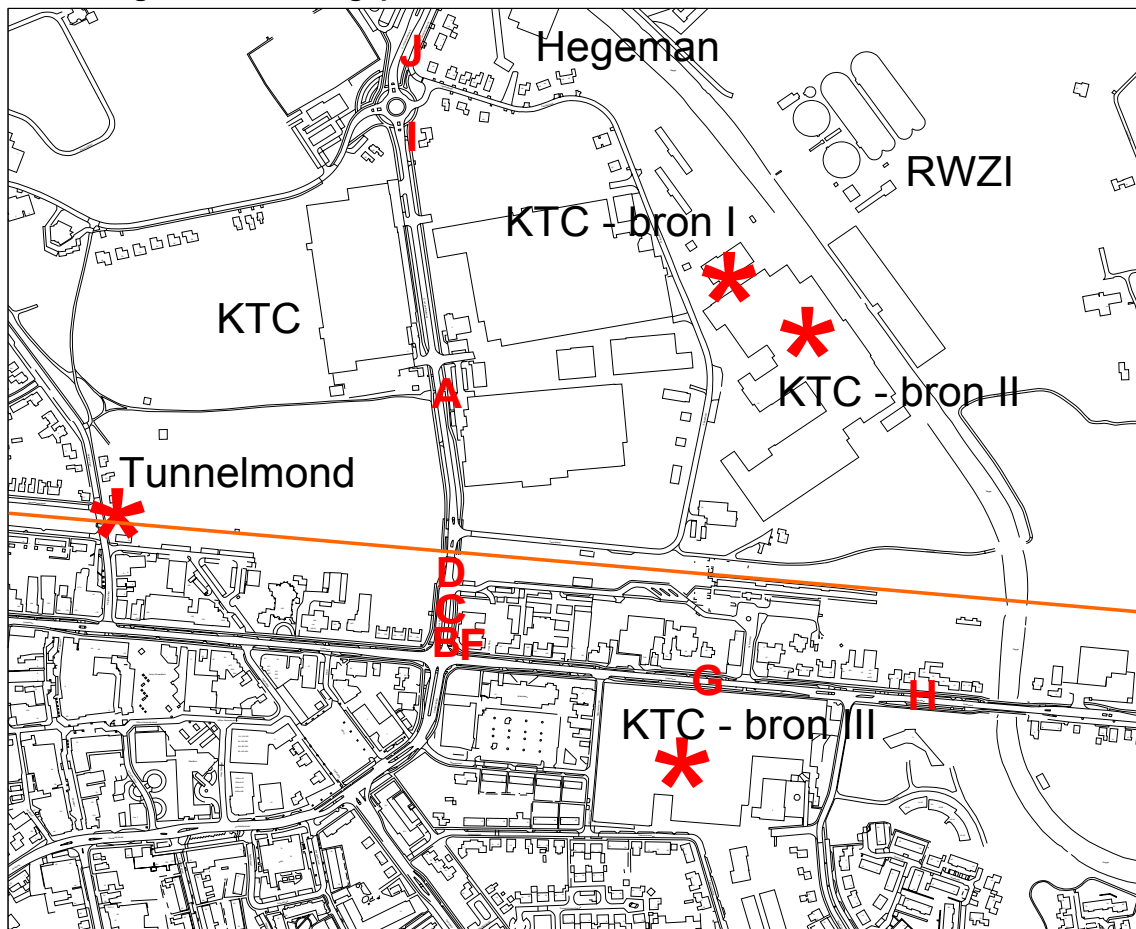 J
Hegeman
I
RWZI
KTC - bron I
*
KTC
*
A
KTC - bron II
Tunnelmond
*
D
C
BF
G
H
KTC - bron III
*